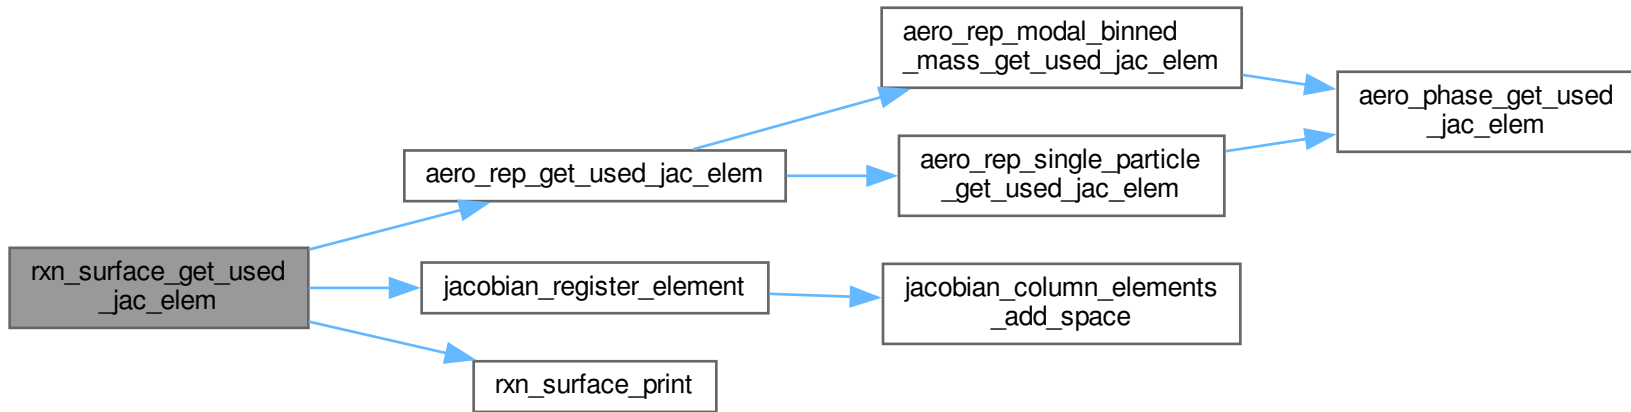 rxn_surface_get_used
_jac_elem
aero_rep_get_used_jac_elem
jacobian_register_element
rxn_surface_print
aero_rep_modal_binned
_mass_get_used_jac_elem
aero_rep_single_particle
_get_used_jac_elem
jacobian_column_elements
_add_space
aero_phase_get_used
_jac_elem